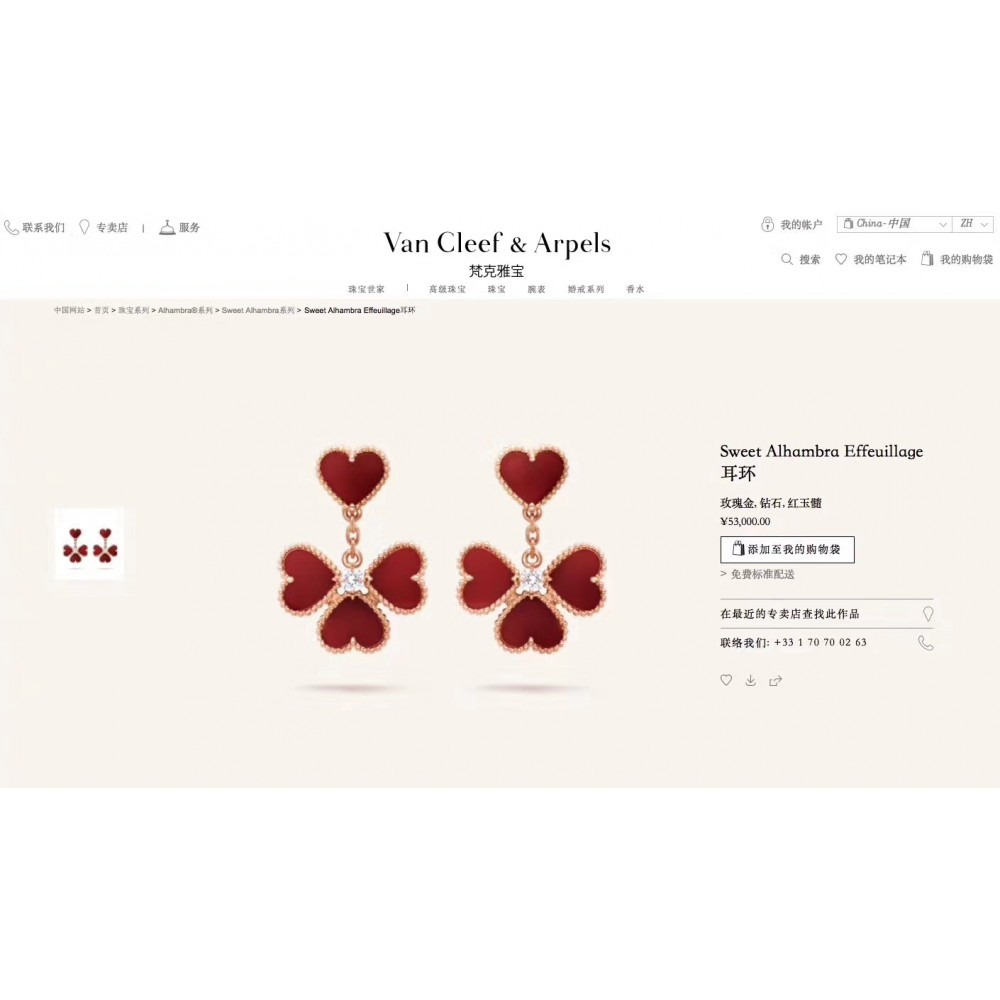 联系我们 专卖店 | 服务
我的帐户 China-中国 ZH
Van Cleef & Arpels
梵克雅宝
搜索 我的笔记本 我的购物袋
珠宝世家 | 高级珠宝 珠宝 腕表 婚戒系列 香水
中国网站 > 首页 > 珠宝系列 > Alhambra®系列 > Sweet Alhambra系列 > Sweet Alhambra Effeuillage耳环
Sweet Alhambra Effeuillage
耳环
玫瑰金, 钻石, 红玉髓
¥53,000.00
添加至我的购物袋
> 免费标准配送
在最近的专卖店查找此作品
联络我们: +33 1 70 70 02 63